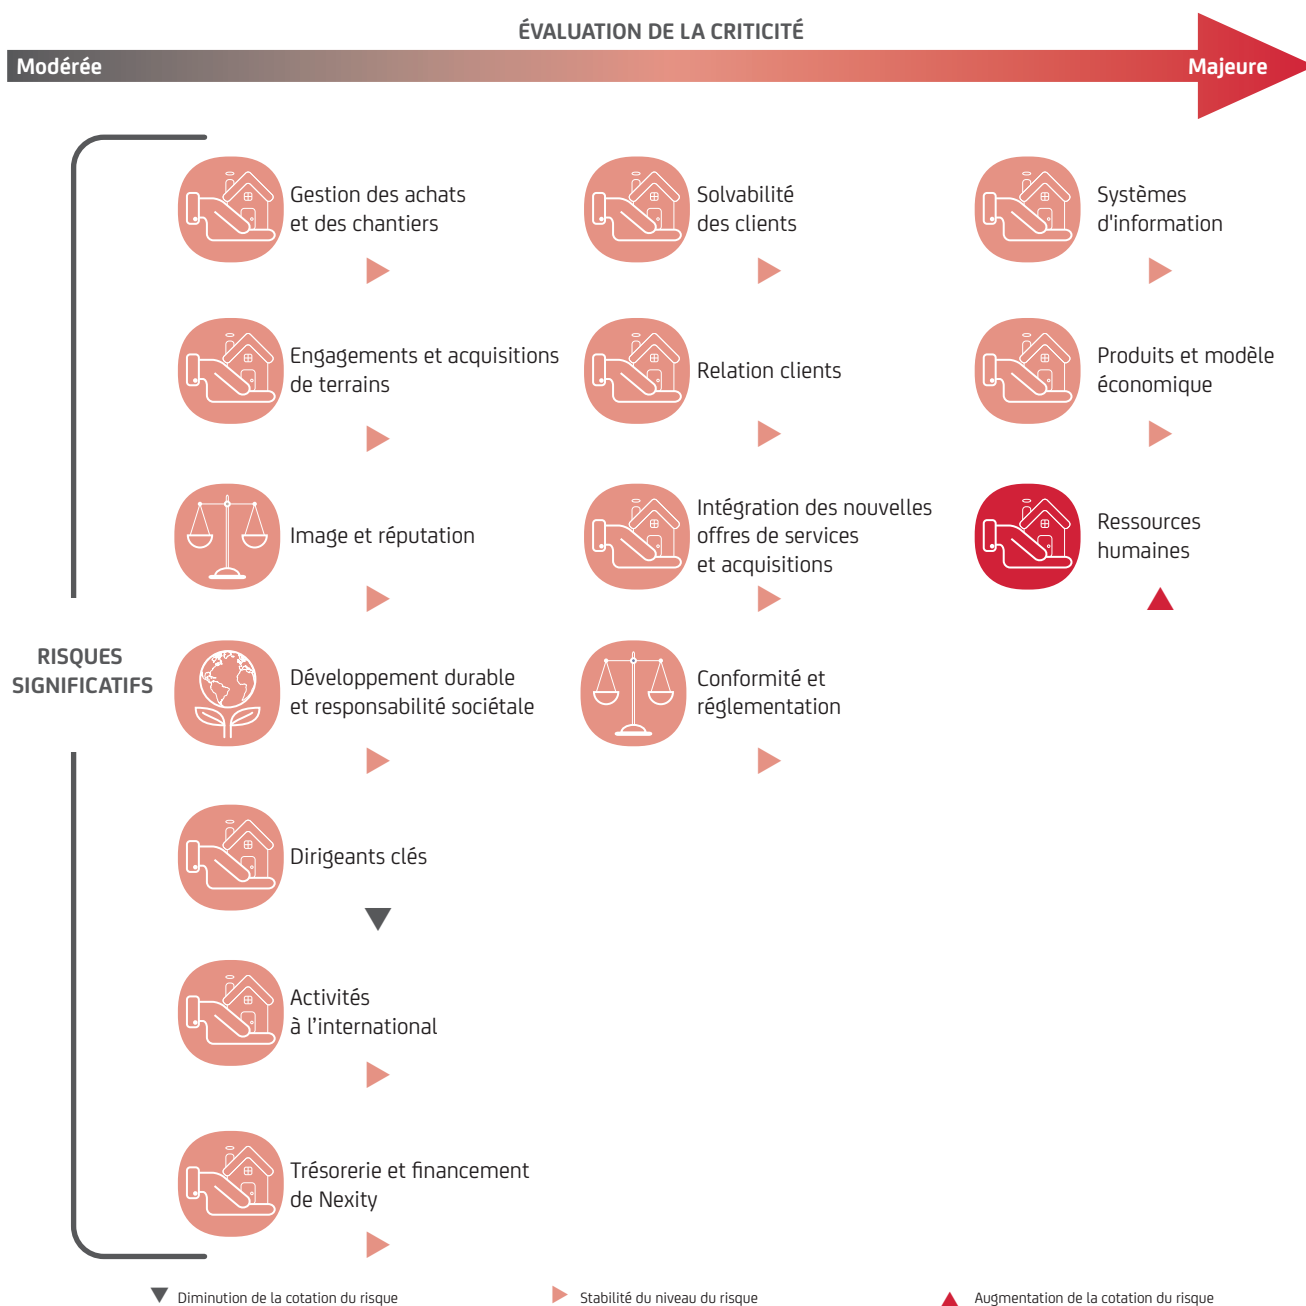 ÉVALUATION DE LA CRITICITÉ
Modérée
Majeure
RISQUES
SIGNIFICATIFS
Gestion des achats
et des chantiers
Engagements et acquisitions
de terrains
Image et réputation
Développement durable
et responsabilité sociétale
Dirigeants clés
Activités
à l'international
Trésorerie et financement
de Nexity
Solvabilité
des clients
Relation clients
Intégration des nouvelles
offres de services
et acquisitions
Conformité et
réglementation
Systèmes
d'information
Produits et modèle
économique
Ressources
humaines
Diminution de la cotation du risque
Stabilité du niveau du risque
Augmentation de la cotation du risque